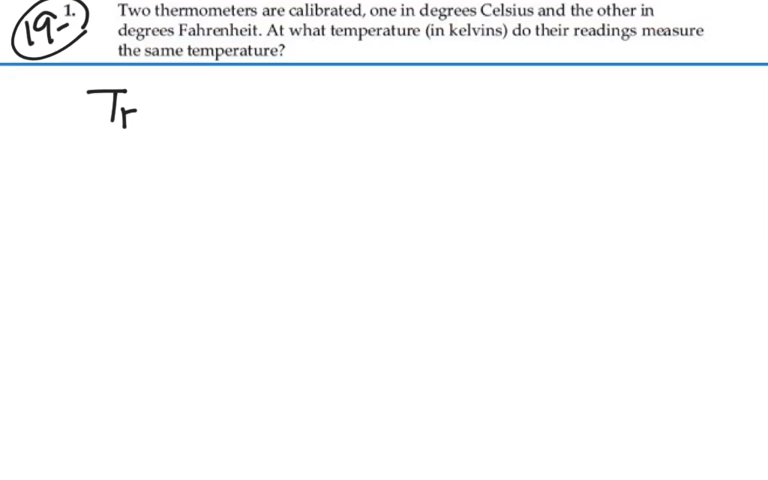 19-1.
Two thermometers are calibrated, one in degrees Celsius and the other in
degrees Fahrenheit. At what temperature (in kelvins) do their readings measure
the same temperature?
Tr